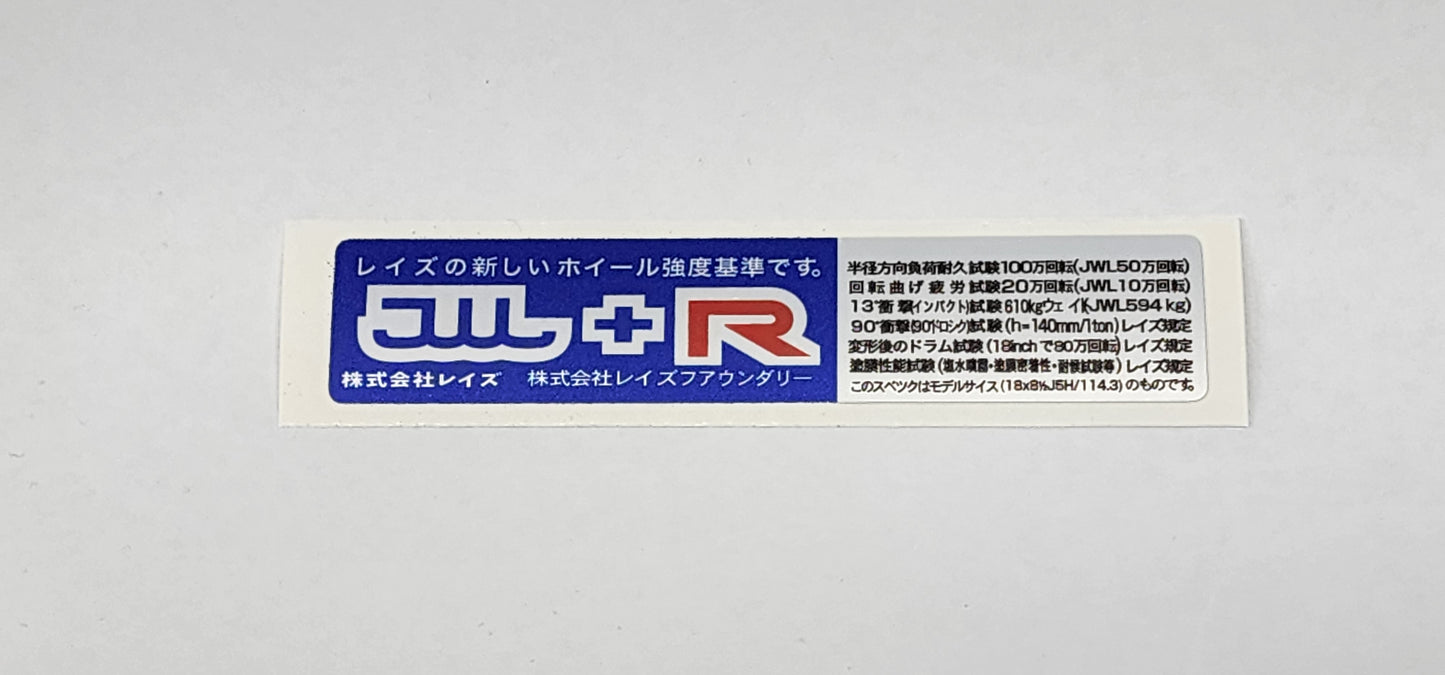 レイズの新しいホイール強度基準です。
JWL+R
株式会社レイズ 株式会社レイズフアウンダリー
半径方向負荷耐久試験100万回転(JWL50万回転)
回転曲げ疲労試験20万回転(JWL10万回転)
13°衝撃(インパクト)試験610kgウェイト(JWL594kg)
90°衝撃(90°ドロンク)試験(h=140mm/1ton)レイズ規定
変形後のドラム試験(18inchで80万回転)レイズ規定
塗膜性能試験(塩水噴霧・塗膜密着性・耐候試験等)レイズ規定
このスペックはモデルサイズ(18x8½J5H/114.3)のものです。